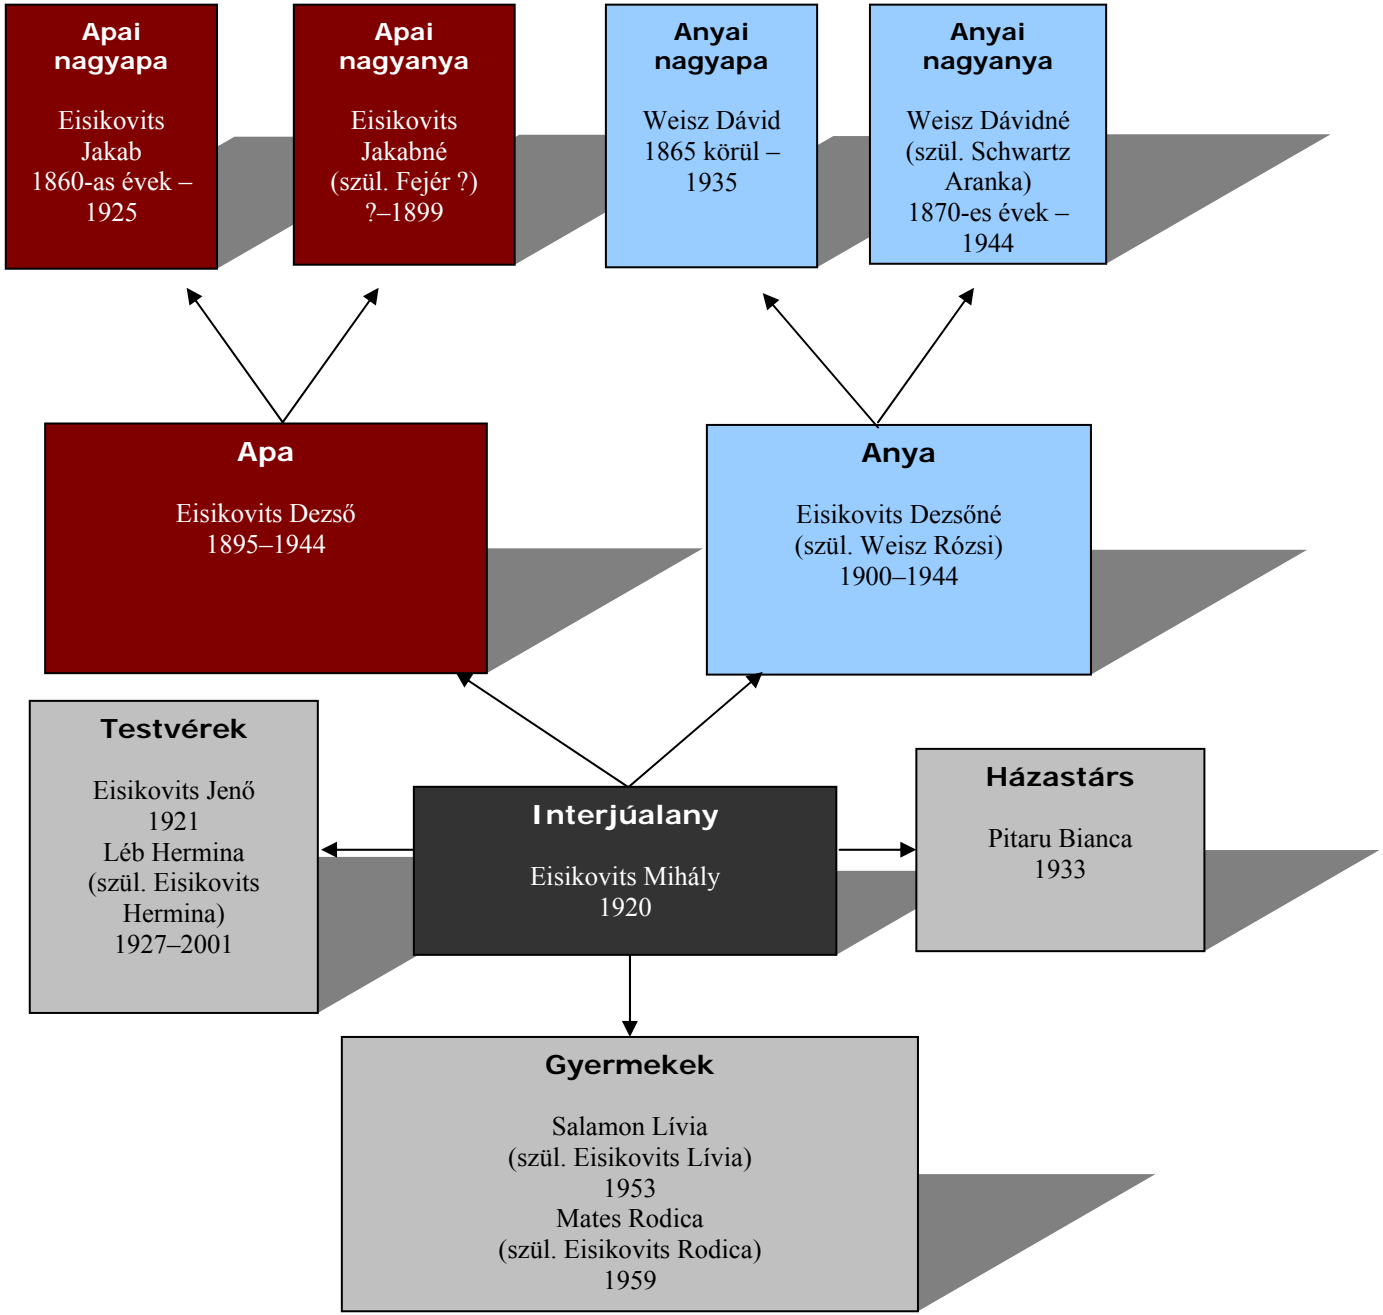 Apai
nagyapa
Eisikovits
Jakab
1860-as évek –
1925
Apai
nagyanya
Eisikovits
Jakabné
(szül. Fejér ?)
?–1899
Anyai
nagyapa
Weisz Dávid
1865 körül –
1935
Anyai
nagyanya
Weisz Dávidné
(szül. Schwartz
Aranka)
1870-es évek –
1944
Apa
Eisikovits Dezső
1895–1944
Anya
Eisikovits Dezsőné
(szül. Weisz Rózsi)
1900–1944
Testvérek
Eisikovits Jenő
1921
Léb Hermina
(szül. Eisikovits
Hermina)
1927–2001
Interjúalany
Eisikovits Mihály
1920
Házastárs
Pitaru Bianca
1933
Gyermekek
Salamon Lívia
(szül. Eisikovits Lívia)
1953
Mates Rodica
(szül. Eisikovits Rodica)
1959